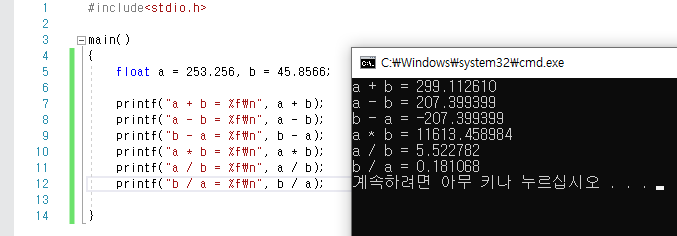 1 #include<stdio.h>
2
3 main()
4 {
5 float a = 253.256, b = 45.8566;
6
7 printf("a + b = %f₩n", a + b);
8 printf("a - b = %f₩n", a - b);
9 printf("b - a = %f₩n", b - a);
10 printf("a * b = %f₩n", a * b);
11 printf("a / b = %f₩n", a / b);
12 printf("b / a = %f₩n", b / a);
13
14 }
C:₩Windows₩system32₩cmd.exe
a + b = 299.112610
a - b = 207.399399
b - a = -207.399399
a * b = 11613.458984
a / b = 5.522782
b / a = 0.181068
계속하려면 아무 키나 누르십시오 . . .